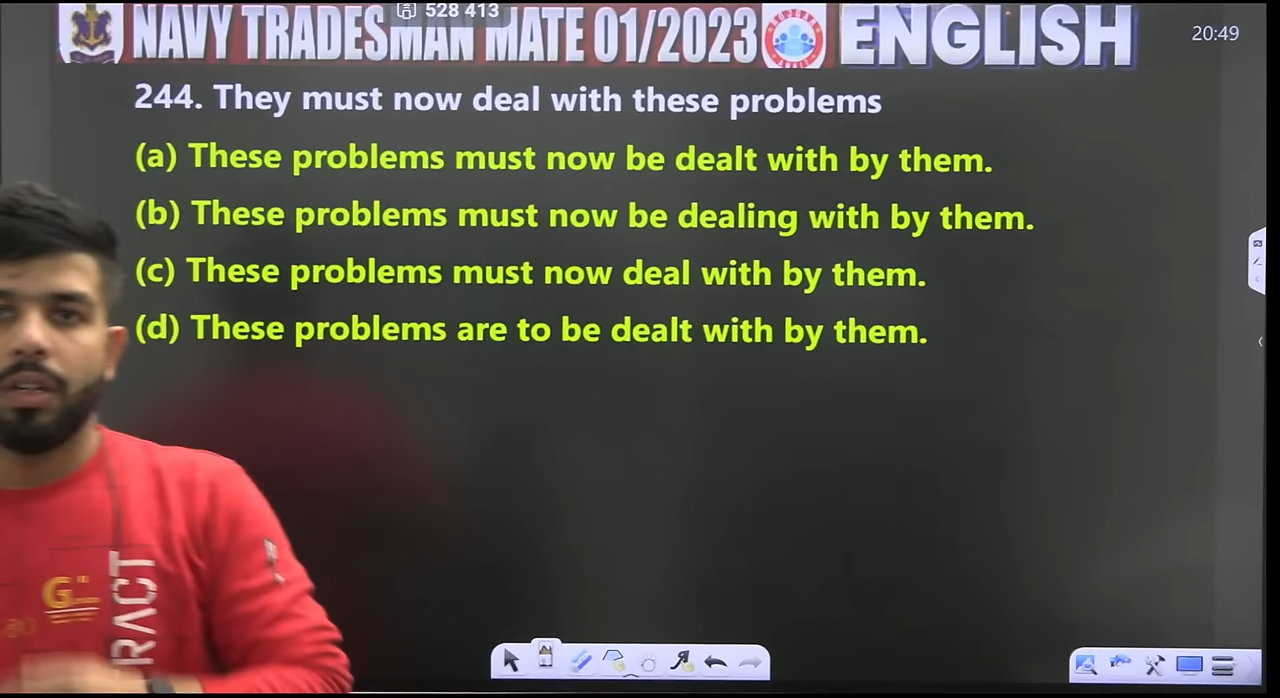 528 413
NAVY TRADESMAN MATE 01/2023 ENGLISH
20:49
244. They must now deal with these problems
(a) These problems must now be dealt with by them.
(b) These problems must now be dealing with by them.
(c) These problems must now deal with by them.
(d) These problems are to be dealt with by them.
G
RACT